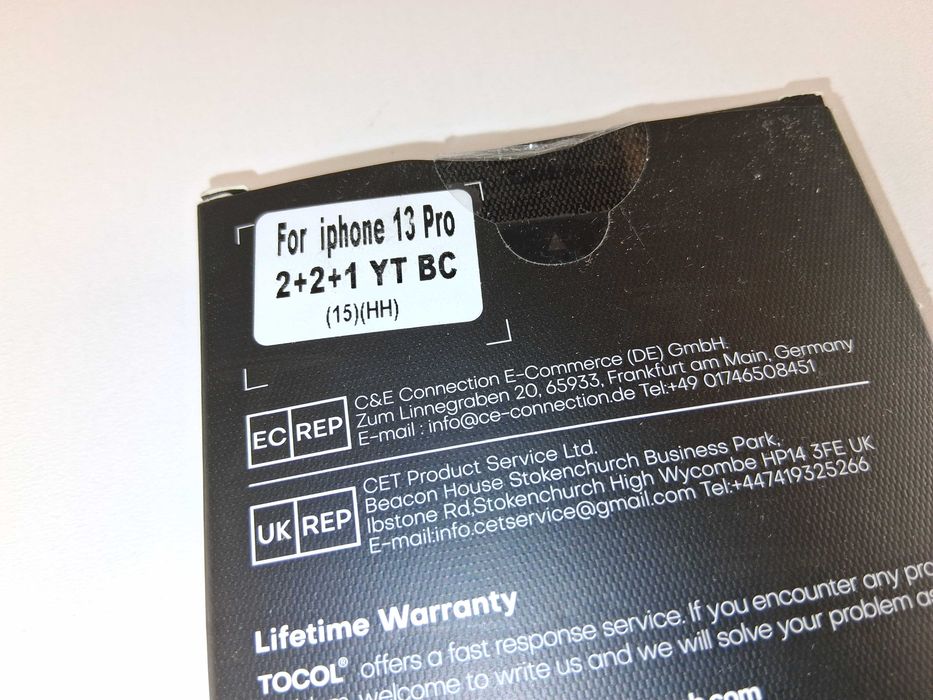 For iphone 13 Pro
2+2+1 YT BC
(15)(HH)
EC REP
C&E Connection E-Commerce (DE) GmbH.
Zum Linnegraben 20, 65933, Frankfurt am Main, Germany
E-mail : info@ce-connection.de Tel:+49 01746508451
UK REP
CET Product Service Ltd.
Beacon House Stokenchurch Business Park,
Ibstone Rd,Stokenchurch High Wycombe HP14 3FE UK
E-mail:info.cetservice@gmail.com Tel:+447419325266
Lifetime Warranty
TOCOL® offers a fast response service. If you encounter any
welcome to write us and we will solve your problem